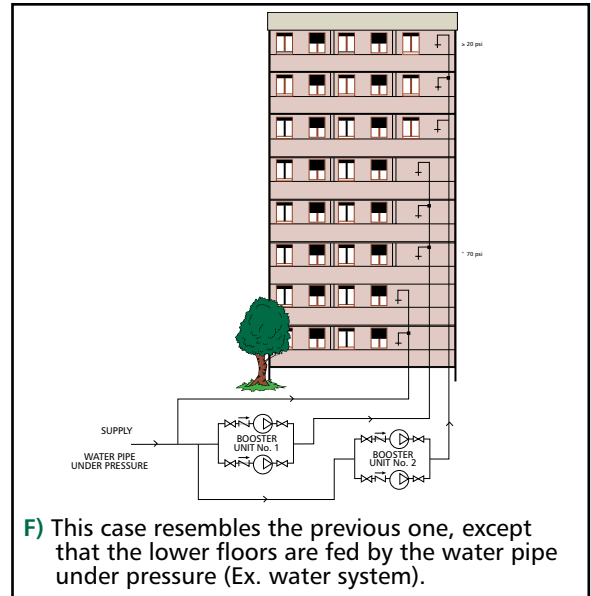 ≥ 20 psi
~ 70 psi
SUPPLY
WATER PIPE
UNDER PRESSURE
BOOSTER
UNIT No. 1
BOOSTER
UNIT No. 2
F) This case resembles the previous one, except
that the lower floors are fed by the water pipe
under pressure (Ex. water system).